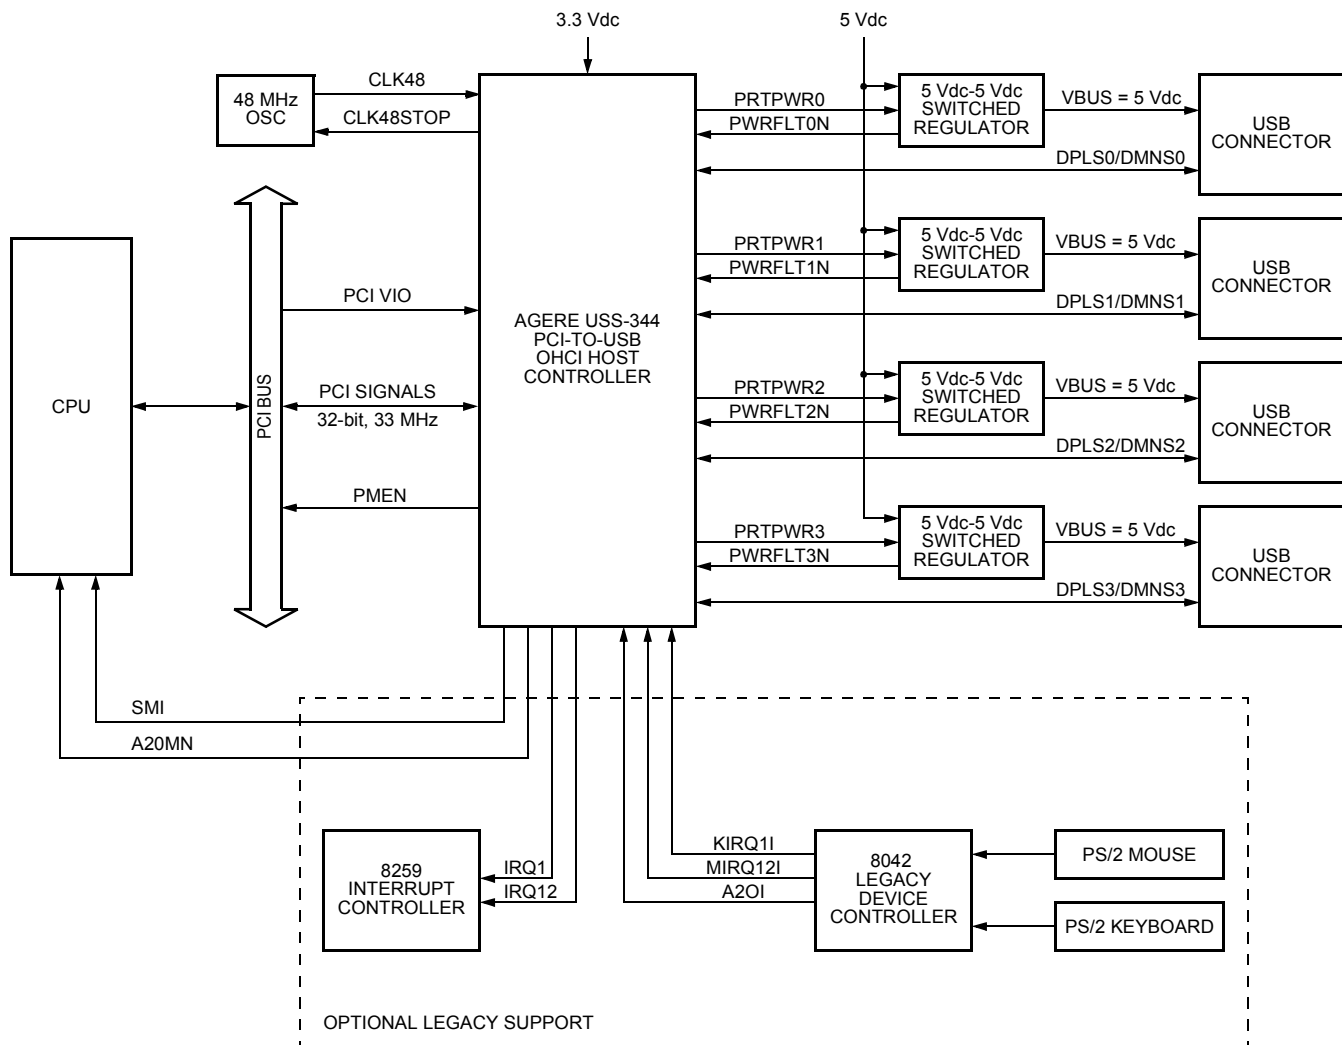 3.3 Vdc
5 Vdc
48 MHz
OSC
CLK48
CLK48STOP
PRTPWR0
PWRFLT0N
5 Vdc-5 Vdc
SWITCHED
REGULATOR
VBUS = 5 Vdc
DPLS0/DMNS0
USB
CONNECTOR
PRTPWR1
PWRFLT1N
5 Vdc-5 Vdc
SWITCHED
REGULATOR
VBUS = 5 Vdc
DPLS1/DMNS1
USB
CONNECTOR
CPU
PCI BUS
PCI VIO
PCI SIGNALS
32-bit, 33 MHz
PMEN
AGERE USS-344
PCI-TO-USB
OHCI HOST
CONTROLLER
PRTPWR2
PWRFLT2N
5 Vdc-5 Vdc
SWITCHED
REGULATOR
VBUS = 5 Vdc
DPLS2/DMNS2
USB
CONNECTOR
PRTPWR3
PWRFLT3N
5 Vdc-5 Vdc
SWITCHED
REGULATOR
VBUS = 5 Vdc
DPLS3/DMNS3
USB
CONNECTOR
SMI
A20MN
8259
INTERRUPT
CONTROLLER
IRQ1
IRQ12
KIRQ1I
MIRQ12I
A2OI
8042
LEGACY
DEVICE
CONTROLLER
PS/2 MOUSE
PS/2 KEYBOARD
OPTIONAL LEGACY SUPPORT